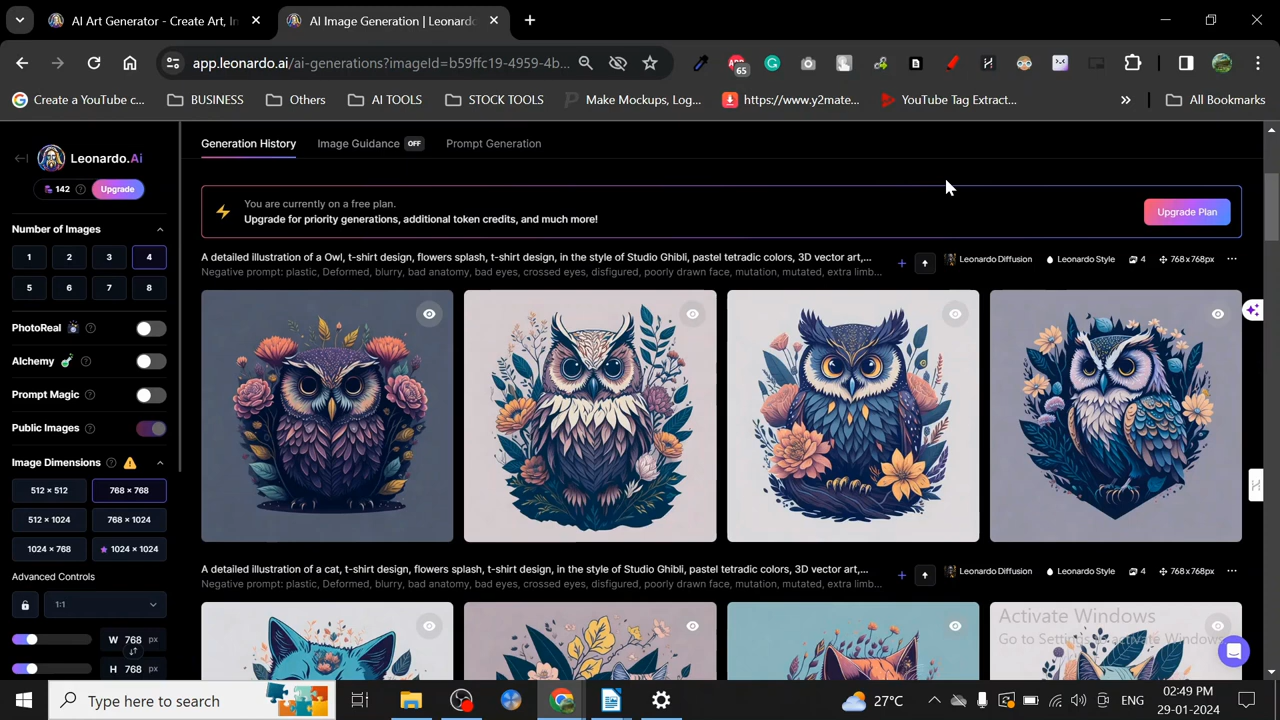 AI Art Generator - Create Art, In
AI Image Generation | Leonardo
app.leonardo.ai/ai-generations?imageId=b59ffc19-4959-4b...
65
Create a YouTube c...
BUSINESS
Others
AI TOOLS
STOCK TOOLS
Make Mockups, Log...
https://www.y2mate...
YouTube Tag Extract...
All Bookmarks
Leonardo.Ai
142
Upgrade
Generation History
Image Guidance OFF
Prompt Generation
You are currently on a free plan.
Upgrade for priority generations, additional token credits, and much more!
Upgrade Plan
Number of Images
1 2 3 4
5 6 7 8
PhotoReal
Alchemy
Prompt Magic
Public Images
Image Dimensions
512 × 512 768 × 768
512 × 1024 768 × 1024
1024 × 768 1024 × 1024
Advanced Controls
1:1
W 768 px
H 768 px
A detailed illustration of a Owl, t-shirt design, flowers splash, t-shirt design, in the style of Studio Ghibli, pastel tetradic colors, 3D vector art,...
Negative prompt: plastic, Deformed, blurry, bad anatomy, bad eyes, crossed eyes, disfigured, poorly drawn face, mutation, mutated, extra limb...
Leonardo Diffusion Leonardo Style 4 768x768px
A detailed illustration of a cat, t-shirt design, flowers splash, t-shirt design, in the style of Studio Ghibli, pastel tetradic colors, 3D vector art,...
Negative prompt: plastic, Deformed, blurry, bad anatomy, bad eyes, crossed eyes, disfigured, poorly drawn face, mutation, mutated, extra limb...
Leonardo Diffusion Leonardo Style 4 768x768px
Activate Windows
Go to Settings to activate Windows.
Type here to search
27°C
ENG
02:49 PM
29-01-2024